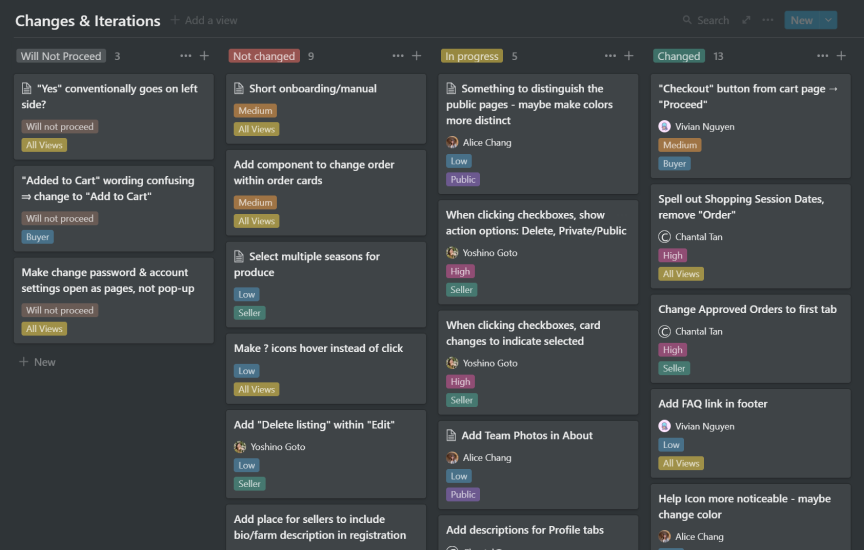 Changes & Iterations
Add a view
Search
New
Will Not Proceed 3
"Yes" conventionally goes on left
side?
Will not proceed
All Views
"Added to Cart" wording confusing
⇒ change to "Add to Cart"
Will not proceed
Buyer
Make change password & account
settings open as pages, not pop-up
Will not proceed
All Views
New
Not changed 9
Short onboarding/manual
Medium
All Views
Add component to change order
within order cards
Medium
All Views
Select multiple seasons for
produce
Low
Seller
Make ? icons hover instead of click
Low
All Views
Add "Delete listing" within "Edit"
Yoshino Goto
Low
Seller
Add place for sellers to include
bio/farm description in registration
In progress 5
Something to distinguish the
public pages - maybe make colors
more distinct
Alice Chang
Low
Public
When clicking checkboxes, show
action options: Delete, Private/Public
Yoshino Goto
High
Seller
When clicking checkboxes, card
changes to indicate selected
Yoshino Goto
High
Seller
Add Team Photos in About
Alice Chang
Low
Public
Add descriptions for Profile tabs
Changed 13
"Checkout" button from cart page →
"Proceed"
Vivian Nguyen
Medium
Buyer
Spell out Shopping Session Dates,
remove "Order"
Chantal Tan
High
All Views
Change Approved Orders to first tab
Chantal Tan
High
Seller
Add FAQ link in footer
Vivian Nguyen
Low
All Views
Help Icon more noticeable - maybe
change color
Alice Chang